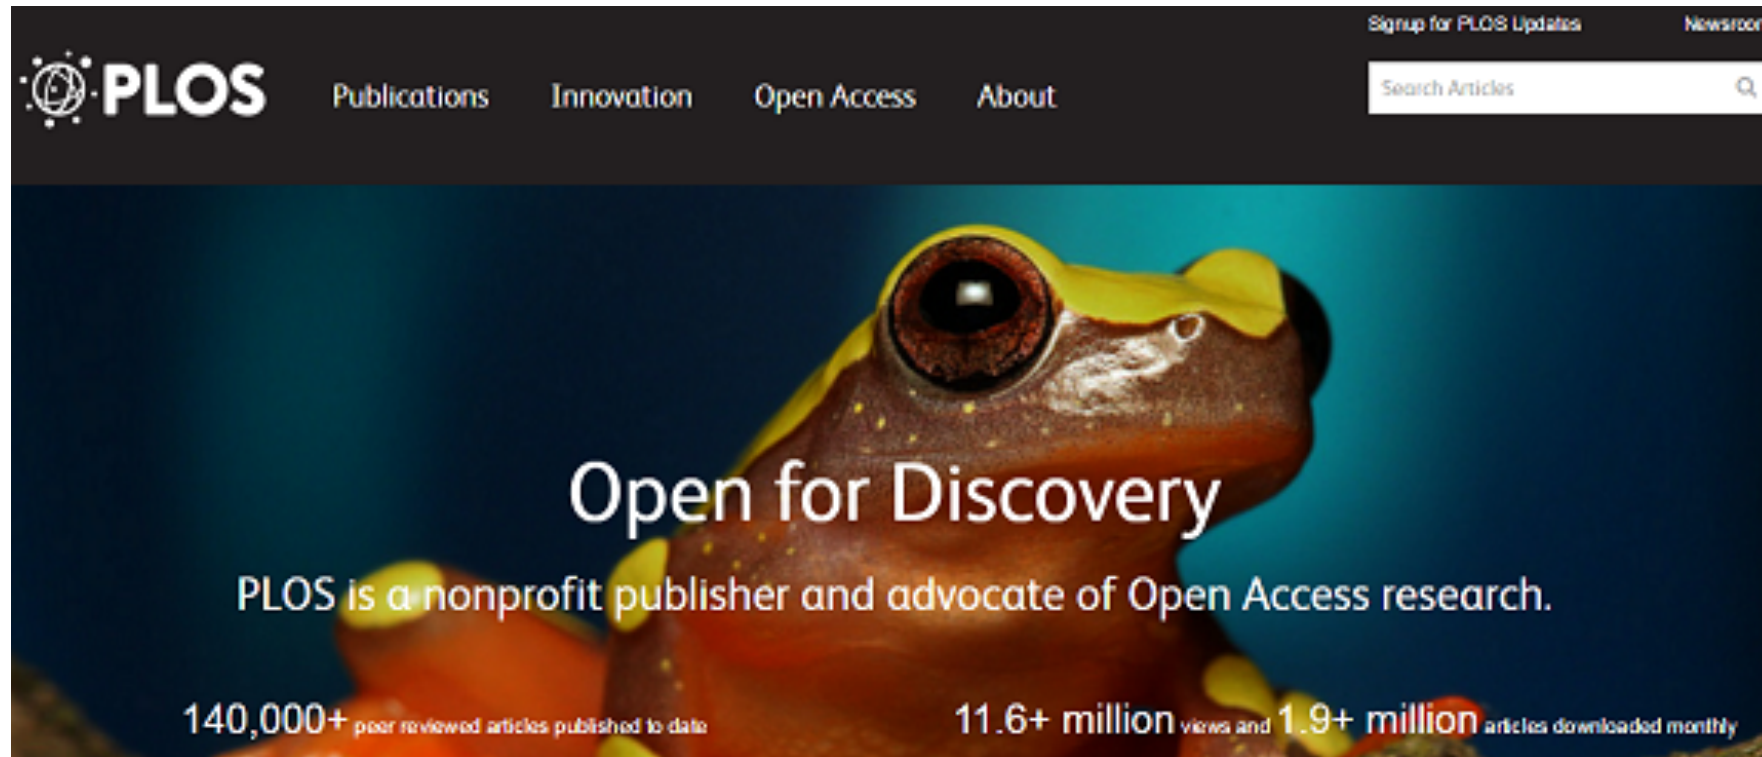 Signup for PLOS Updates Newsroom
PLOS Publications Innovation Open Access About
Search Articles
Open for Discovery
PLOS is a nonprofit publisher and advocate of Open Access research.
140,000+ peer reviewed articles published to date
11.6+ million views and 1.9+ million articles downloaded monthly